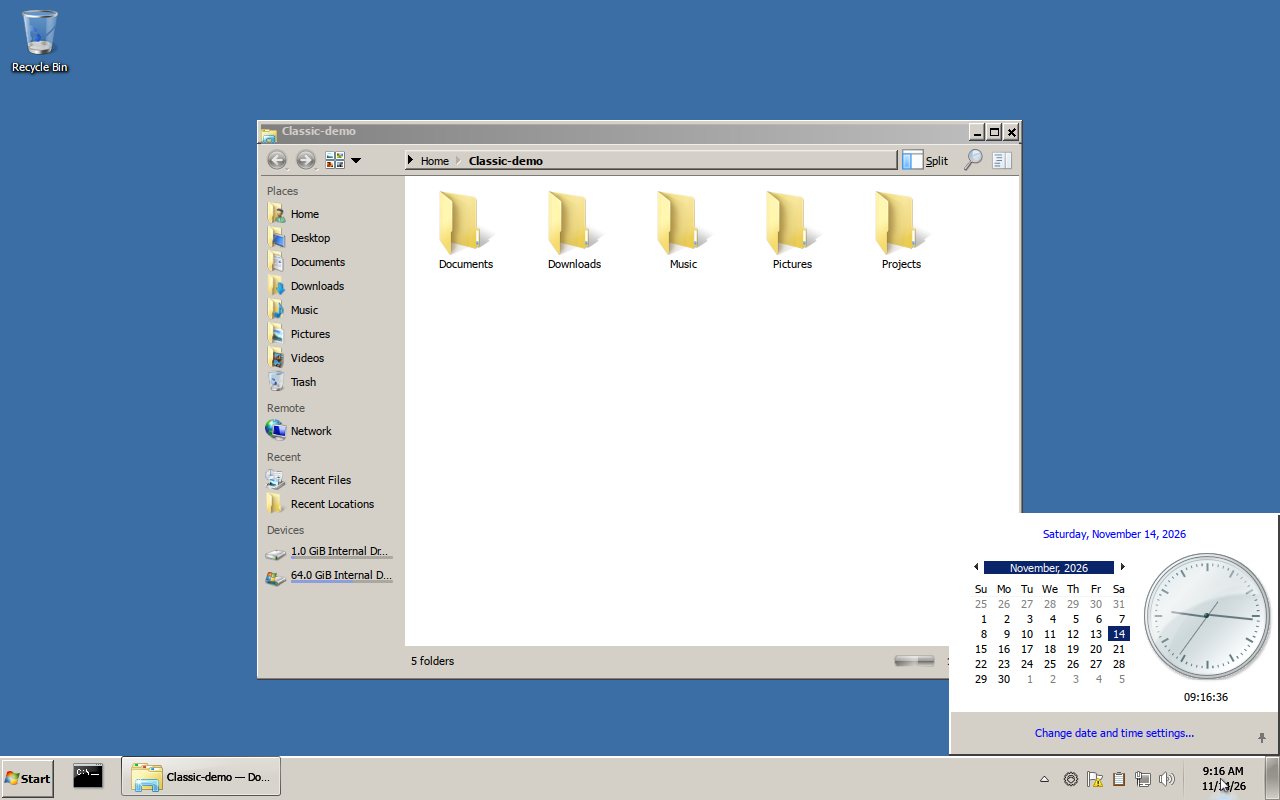 Recycle Bin
Classic-demo
Home Classic-demo
Split
Places
Home
Desktop
Documents
Downloads
Music
Pictures
Videos
Trash
Remote
Network
Recent
Recent Files
Recent Locations
Devices
1.0 GiB Internal Dr...
64.0 GiB Internal D...
Documents Downloads Music Pictures Projects
5 folders
Saturday, November 14, 2026
November, 2026
Su Mo Tu We Th Fr Sa
25 26 27 28 29 30 31
1 2 3 4 5 6 7
8 9 10 11 12 13 14
15 16 17 18 19 20 21
22 23 24 25 26 27 28
29 30 1 2 3 4 5
09:16:36
Change date and time settings...
Start
C:\
Classic-demo — Do...
9:16 AM